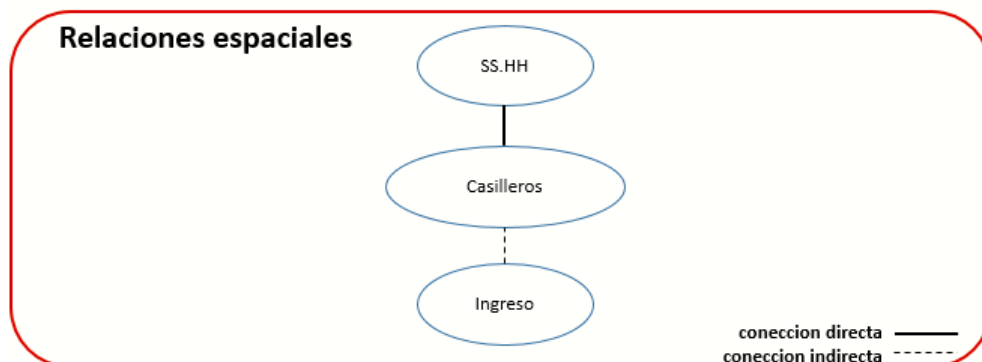 Relaciones espaciales
SS.HH
Casilleros
Ingreso
coneccion directa
coneccion indirecta